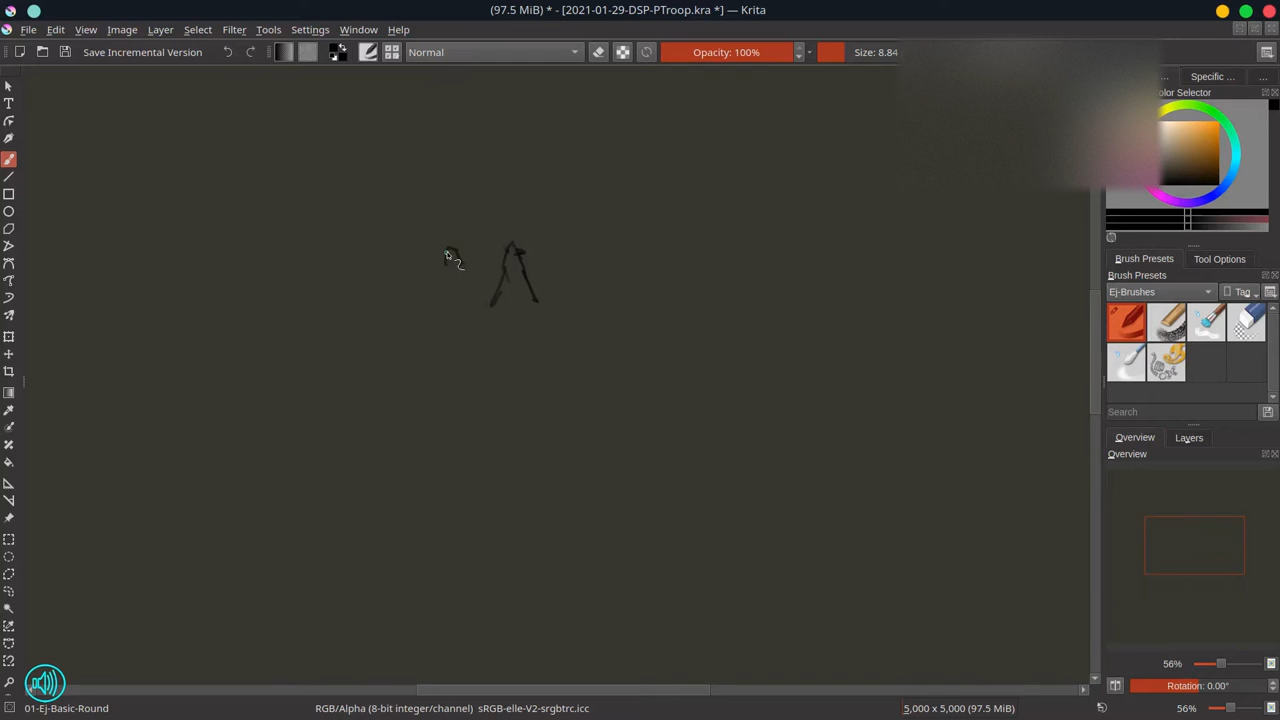 (97.5 MiB) * - [2021-01-29-DSP-PTroop.kra *] — Krita
File Edit View Image Layer Select Filter Tools Settings Window Help
Save Incremental Version Normal Opacity: 100% Size: 8.84
... Specific ... ...
olor Selector
Brush Presets Tool Options
Brush Presets
Ej-Brushes Tag
Search
Overview Layers
Overview
56%
Rotation: 0.00°
01-Ej-Basic-Round RGB/Alpha (8-bit integer/channel) sRGB-elle-V2-srgbtrc.icc 5,000 x 5,000 (97.5 MiB) 56%